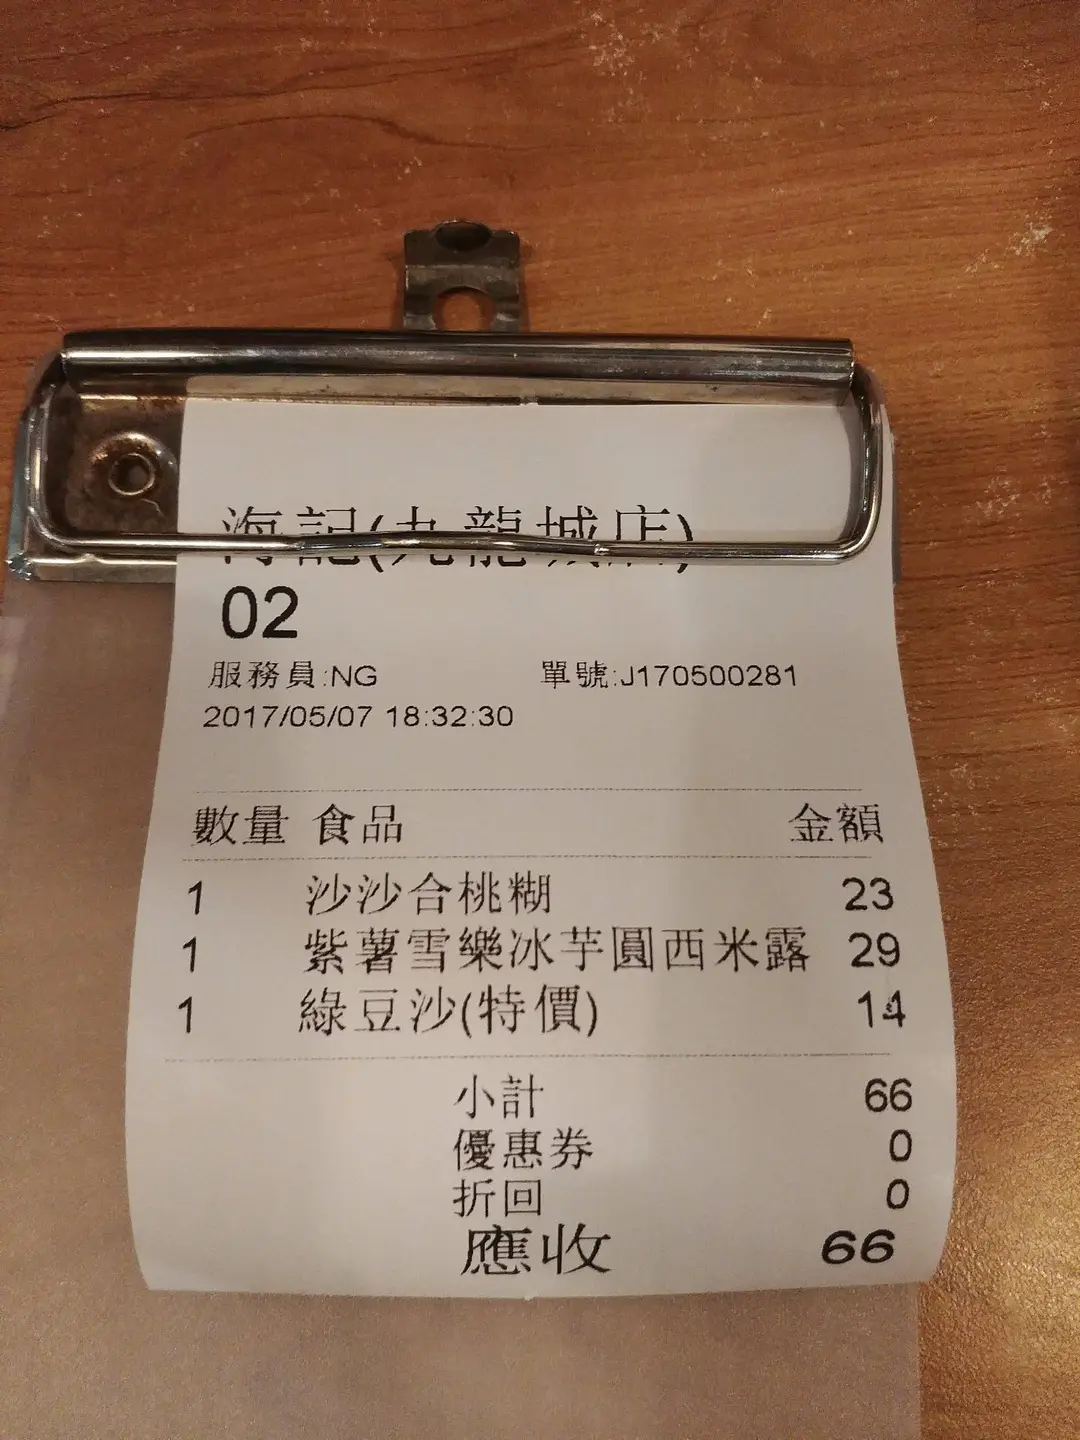 海記(九龍城店)
02
服務員:NG 單號:J170500281
2017/05/07 18:32:30
數量 食品 金額
1 沙沙合桃糊 23
1 紫薯雪樂冰芋圓西米露 29
1 綠豆沙(特價) 14
小計 66
優惠券 0
折回 0
應收 66